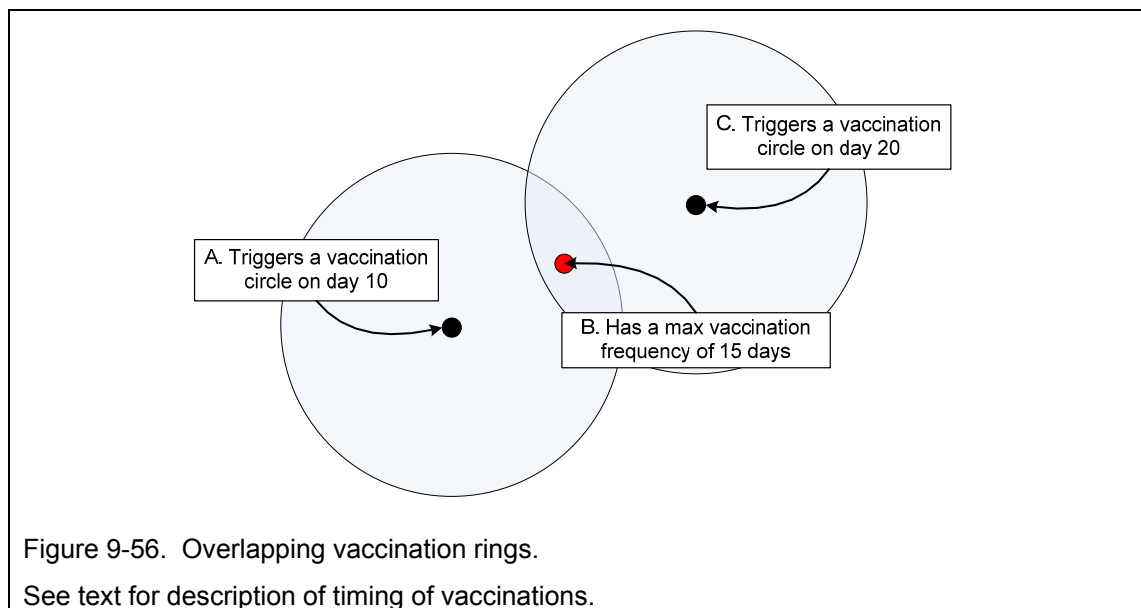 C. Triggers a vaccination
circle on day 20
A. Triggers a vaccination
circle on day 10
B. Has a max vaccination
frequency of 15 days
Figure 9-56.  Overlapping vaccination rings.
See text for description of timing of vaccinations.